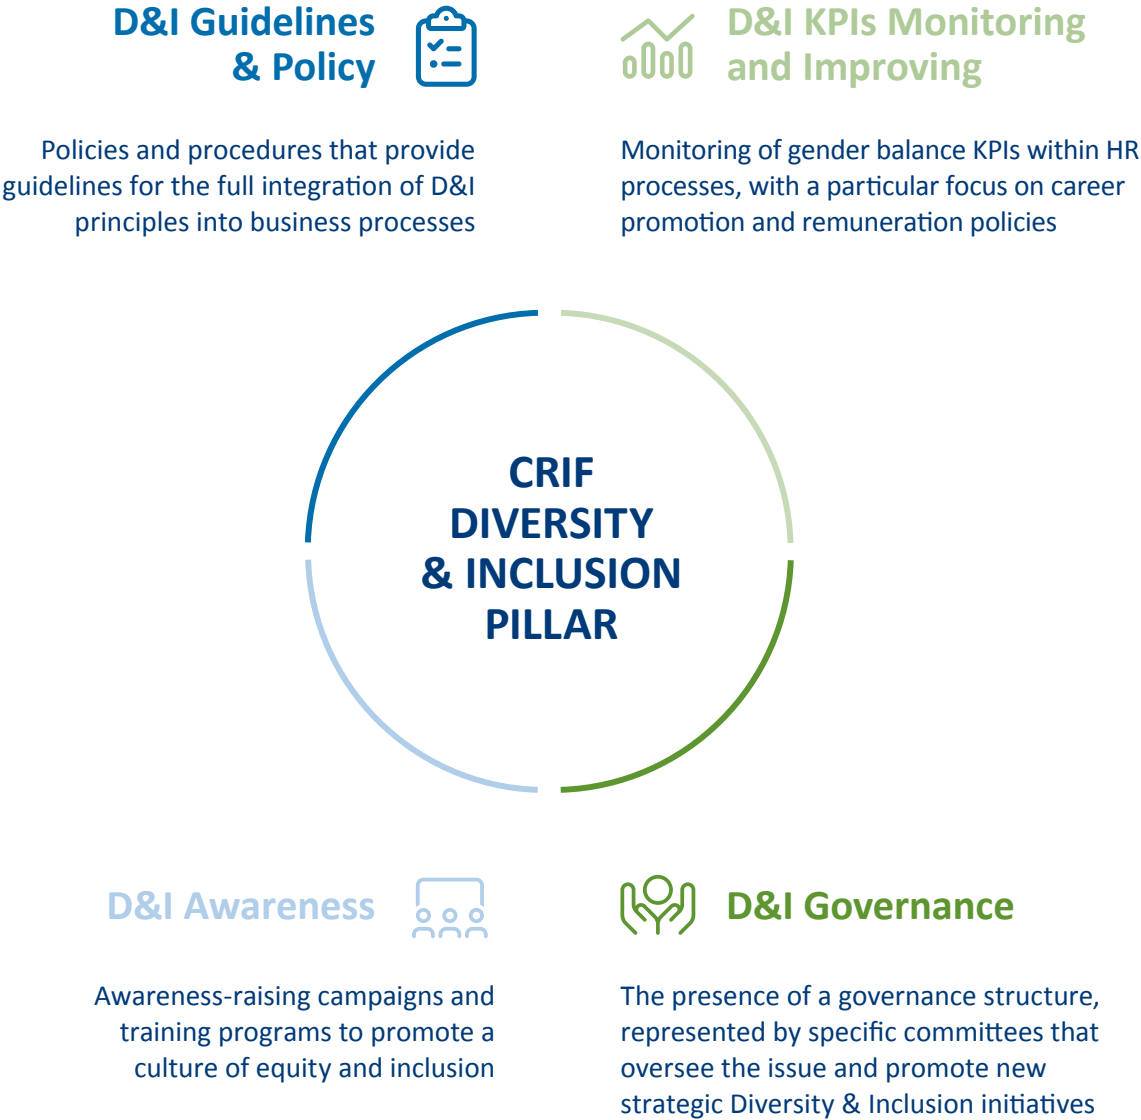 D&I Guidelines
& Policy
Policies and procedures that provide
guidelines for the full integration of D&I
principles into business processes
D&I KPIs Monitoring
and Improving
Monitoring of gender balance KPIs within HR
processes, with a particular focus on career
promotion and remuneration policies
CRIF
DIVERSITY
& INCLUSION
PILLAR
D&I Awareness
Awareness-raising campaigns and
training programs to promote a
culture of equity and inclusion
D&I Governance
The presence of a governance structure,
represented by specific committees that
oversee the issue and promote new
strategic Diversity & Inclusion initiatives